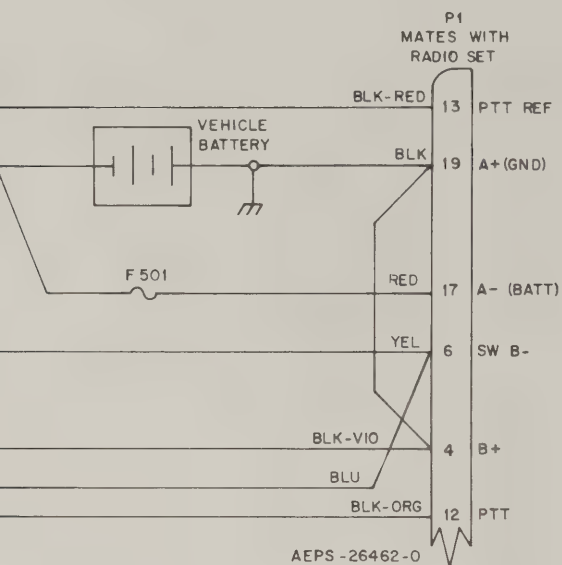 P1
MATES WITH
RADIO SET
BLK-RED 13 PTT REF
VEHICLE
BATTERY
BLK 19 A+(GND)
F 501
RED 17 A- (BATT)
YEL 6 SW B-
BLK-VIO 4 B+
BLU
BLK-ORG 12 PTT
AEPS-26462-O